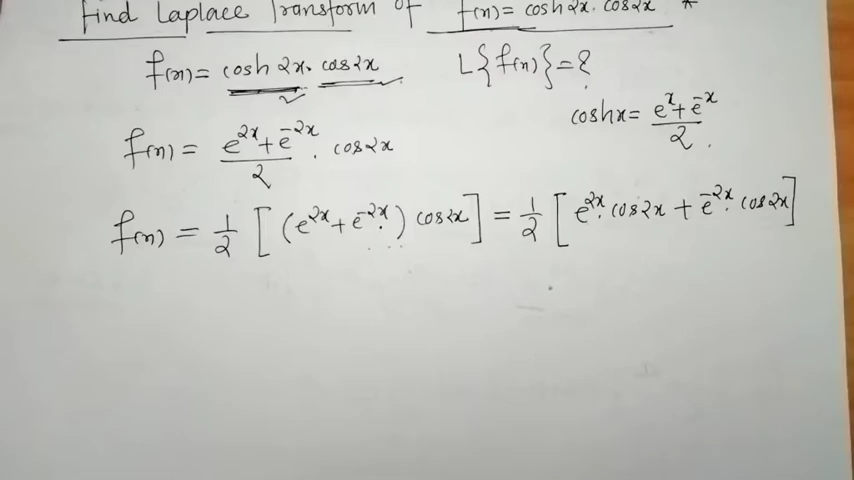 Find Laplace Transform of f(x) = cosh2x. cos2x *
f(x) = cosh 2x. cos2x L{f(x)} = ?
coshx = e^x + e^-x / 2 .
f(x) = e^2x + e^-2x / 2 . cos2x
f(x) = 1/2 [ (e^2x + e^-2x) cos2x ] = 1/2 [ e^2x. cos2x + e^-2x. cos2x ]